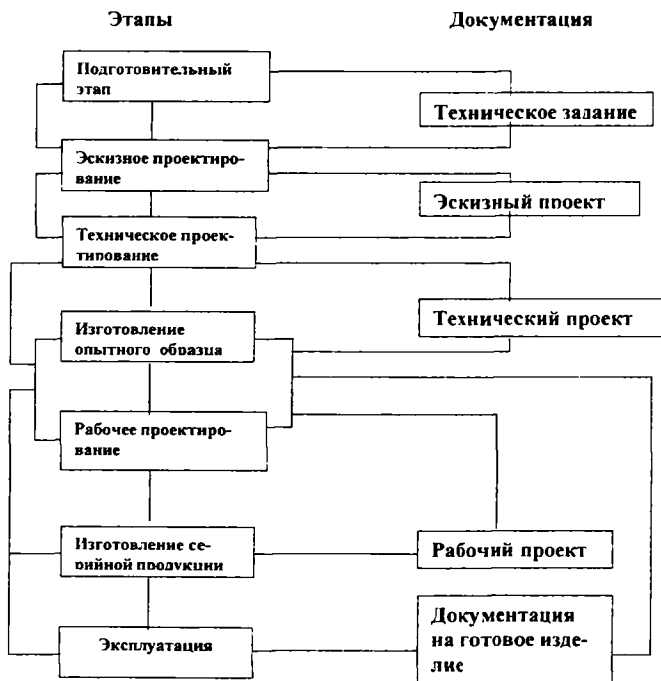 Этапы
Документация
Подготовительный
этап
Техническое задание
Эскизное проектиро-
вание
Эскизный проект
Техническое проек-
тирование
Изготовление
опытного образца
Технический проект
Рабочее проектиро-
вание
Изготовление се-
рийной продукции
Рабочий проект
Эксплуатация
Документация
на готовое изде-
лие